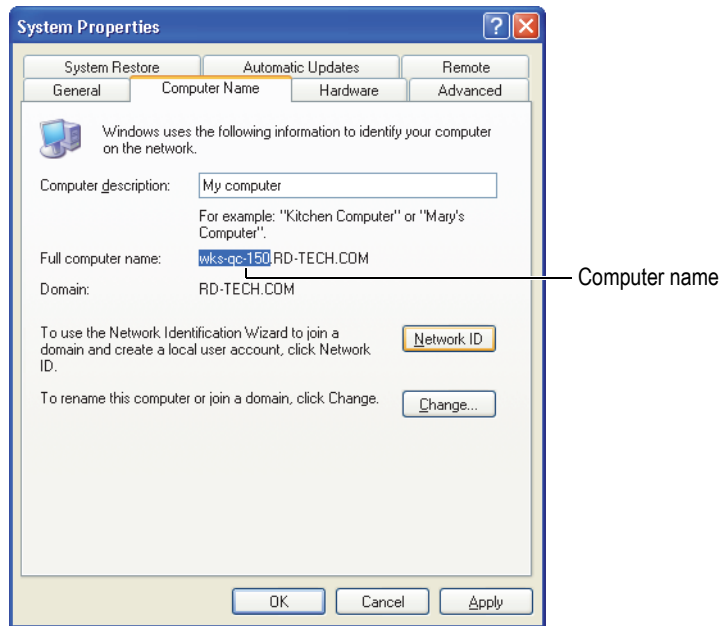 System Properties
System Restore Automatic Updates Remote
General Computer Name Hardware Advanced
Windows uses the following information to identify your computer
on the network.
Computer description: My computer
For example: "Kitchen Computer" or "Mary's
Computer".
Full computer name: wks-qc-150.RD-TECH.COM
Computer name
Domain: RD-TECH.COM
To use the Network Identification Wizard to join a
domain and create a local user account, click Network
ID.
Network ID
To rename this computer or join a domain, click Change.
Change...
OK Cancel Apply